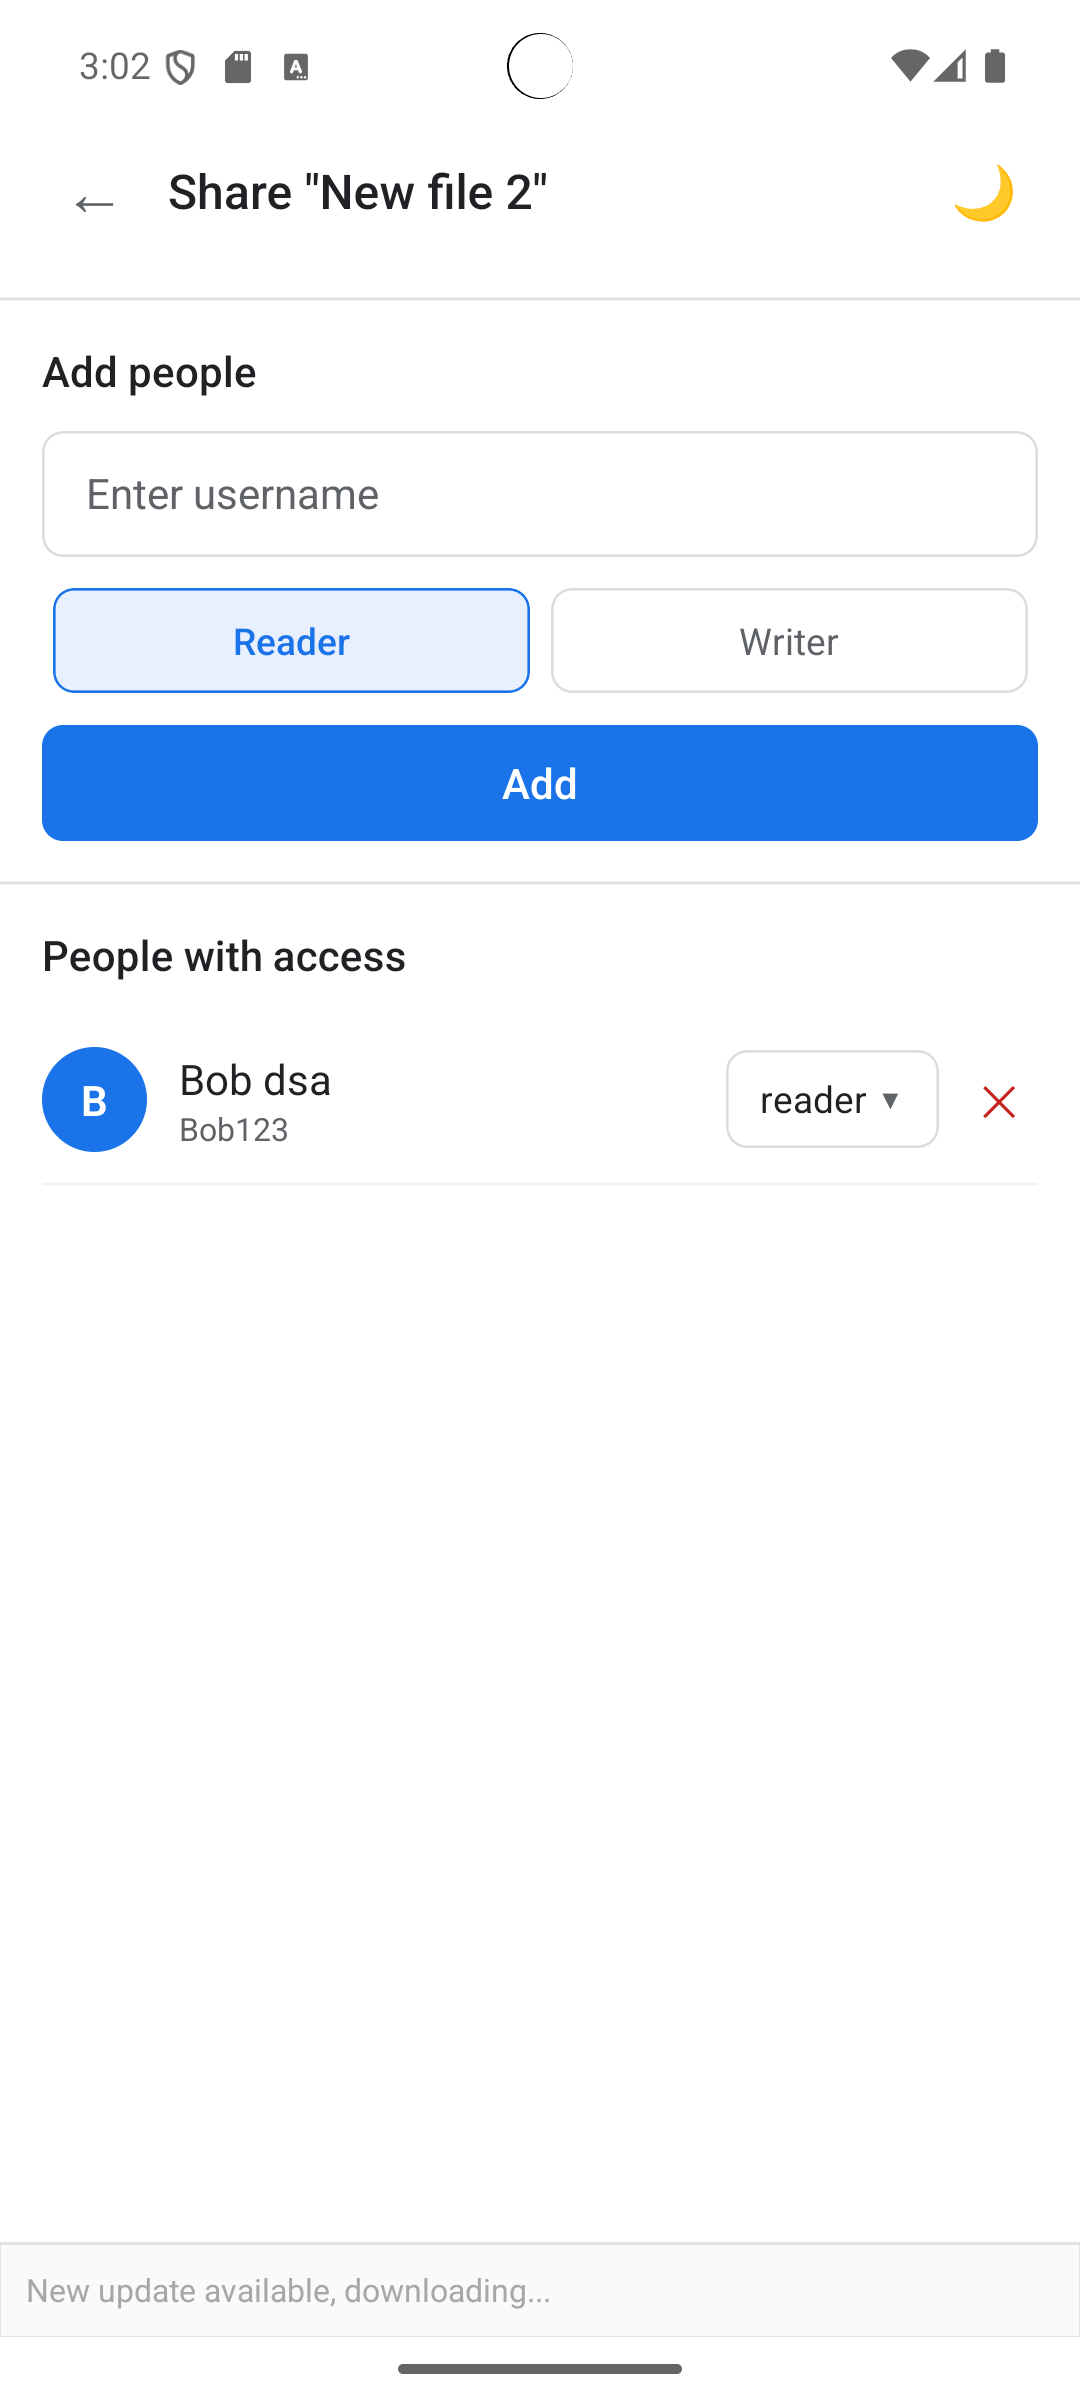 3:02
Share "New file 2"
Add people
Enter username
Reader
Writer
Add
People with access
B
Bob dsa
Bob123
reader ▼
New update available, downloading...